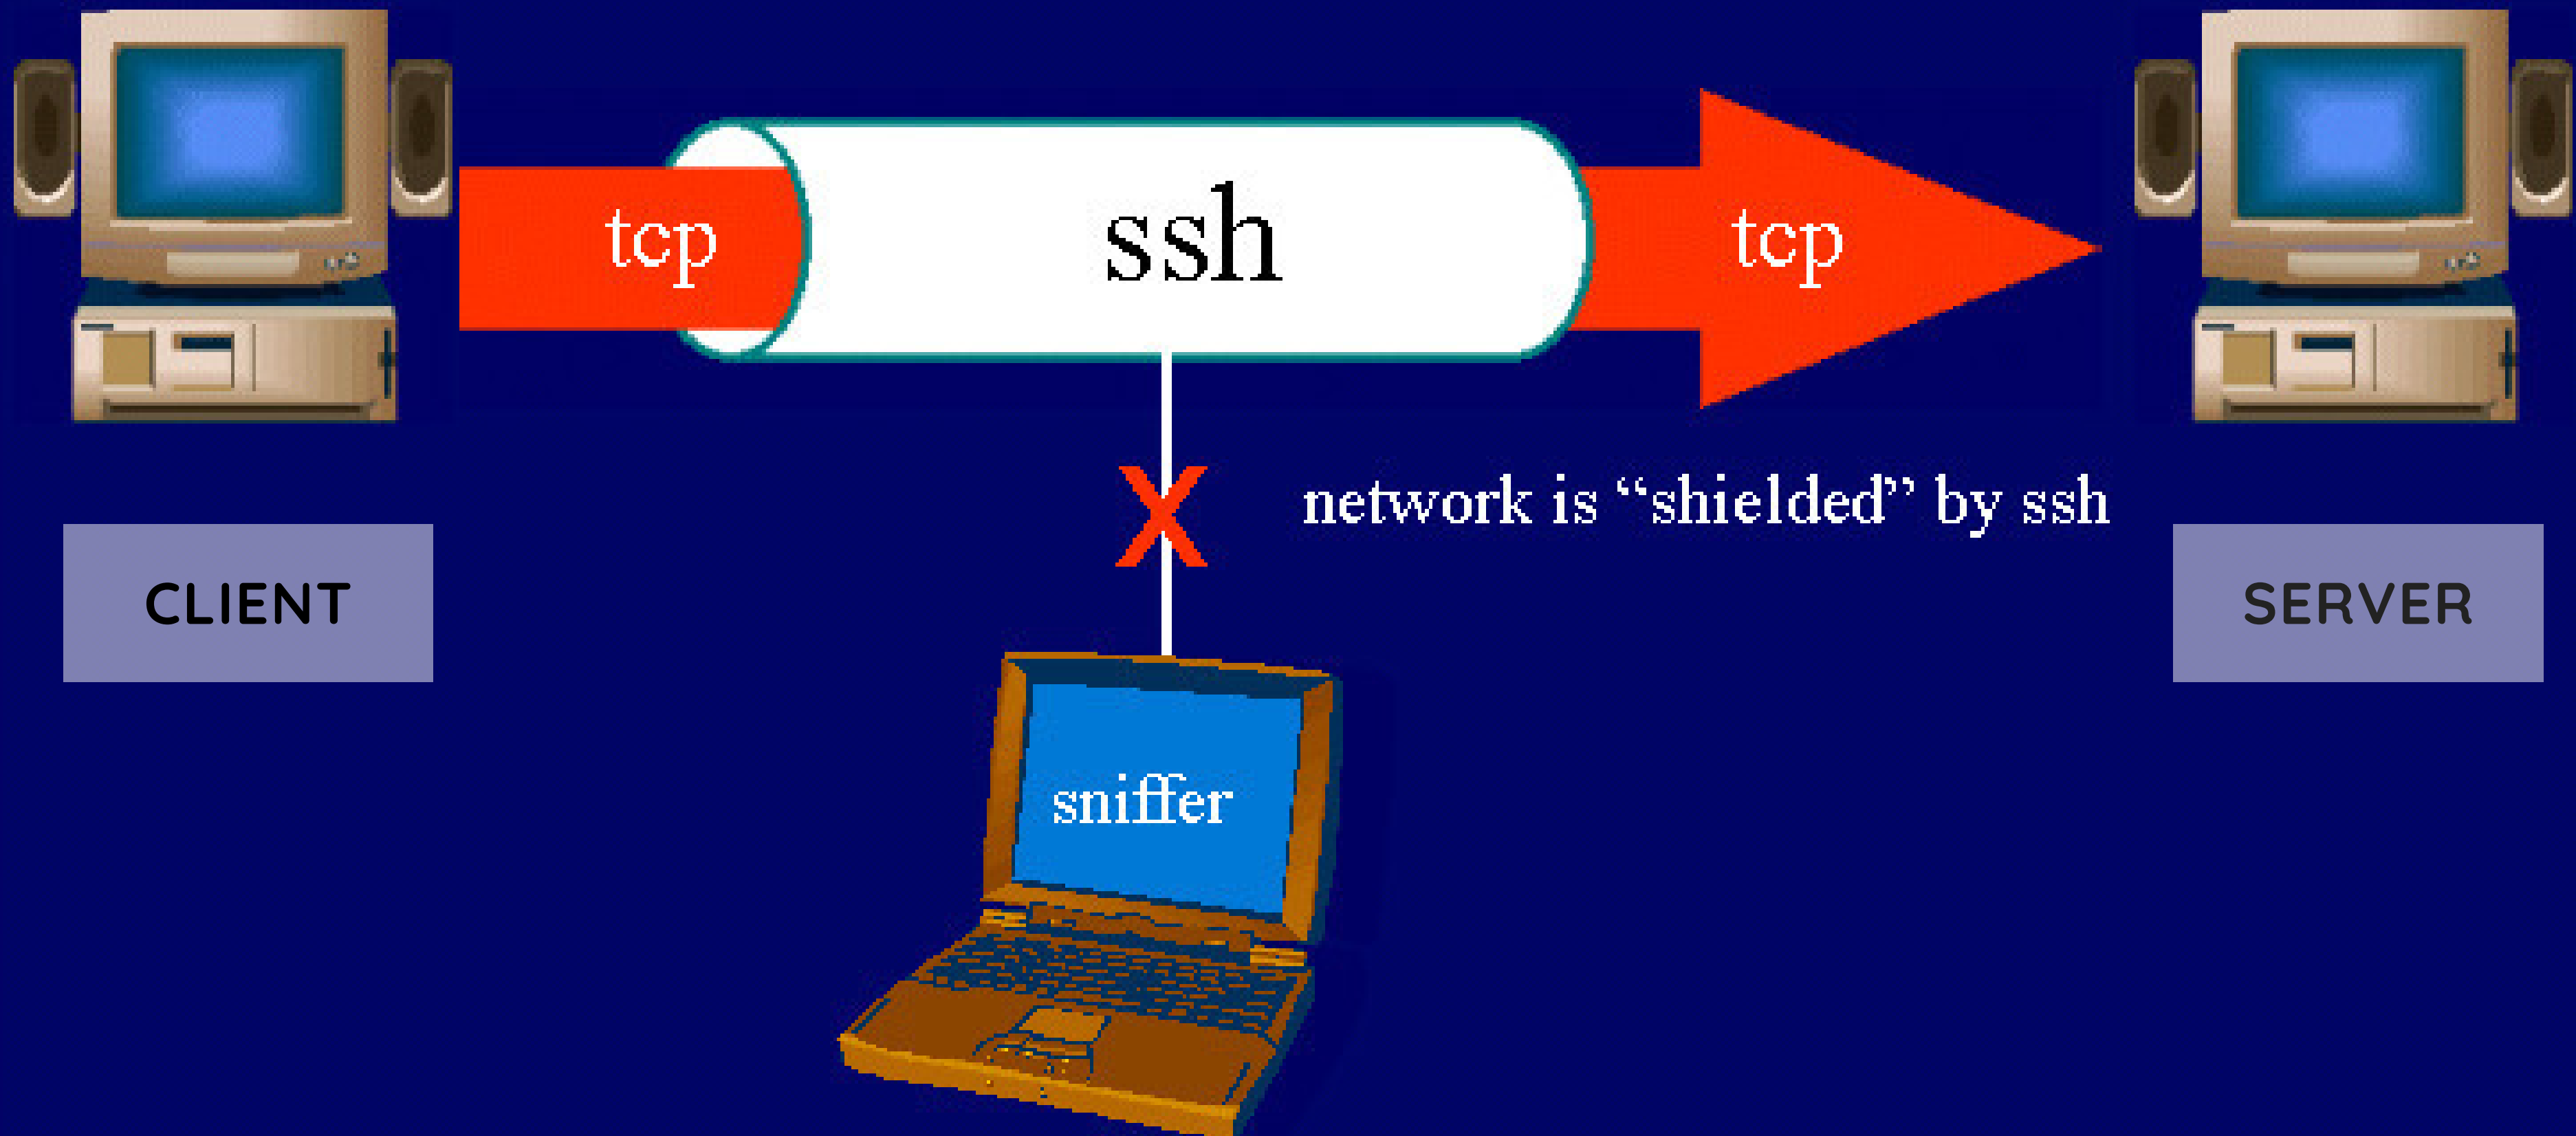 tcp
ssh
tcp
X
network is “shielded” by ssh
CLIENT
SERVER
sniffer